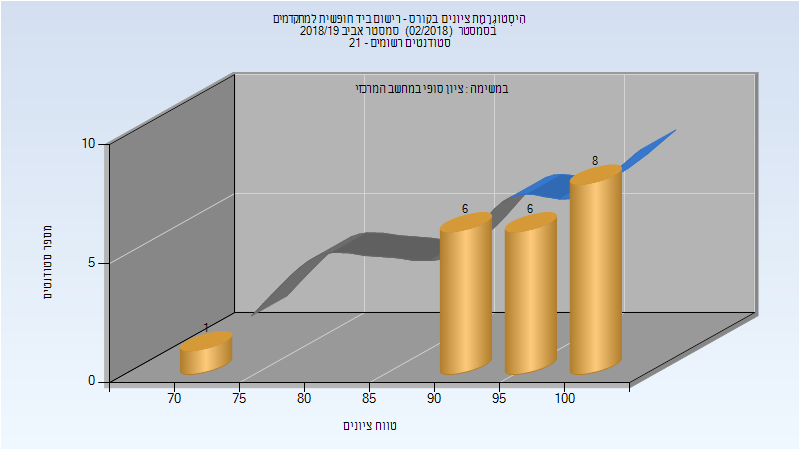 היסטוגרמת ציונים בקורס - רישום ביד חופשית למתקדמים
בסמסטר (02/2018) סמסטר אביב 2018/19
סטודנטים רשומים - 21
במשימה : ציון סופי במחשב המרכזי
מספר סטודנטים
10
5
0
1
6
6
8
70
75
80
85
90
95
100
טווח ציונים